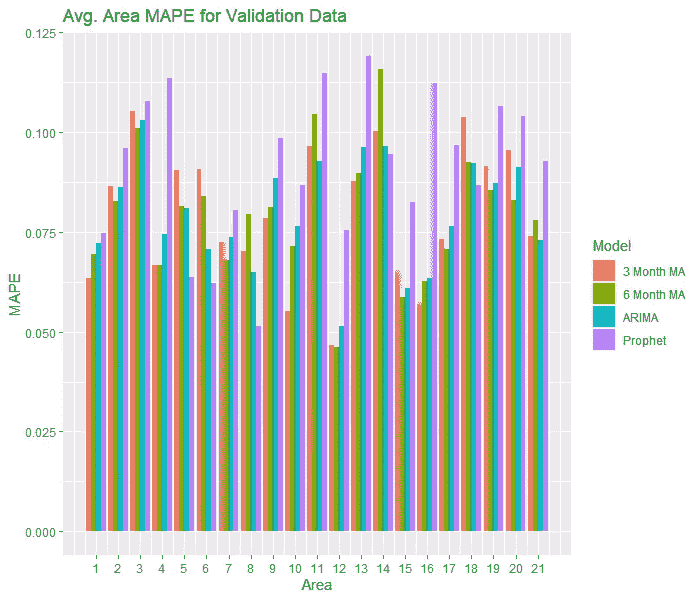 Avg. Area MAPE for Validation Data
0.125
0.100
0.075
0.050
0.025
0.000
MAPE
1 2 3 4 5 6 7 8 9 10 11 12 13 14 15 16 17 18 19 20 21
Area
Model
3 Month MA
6 Month MA
ARIMA
Prophet